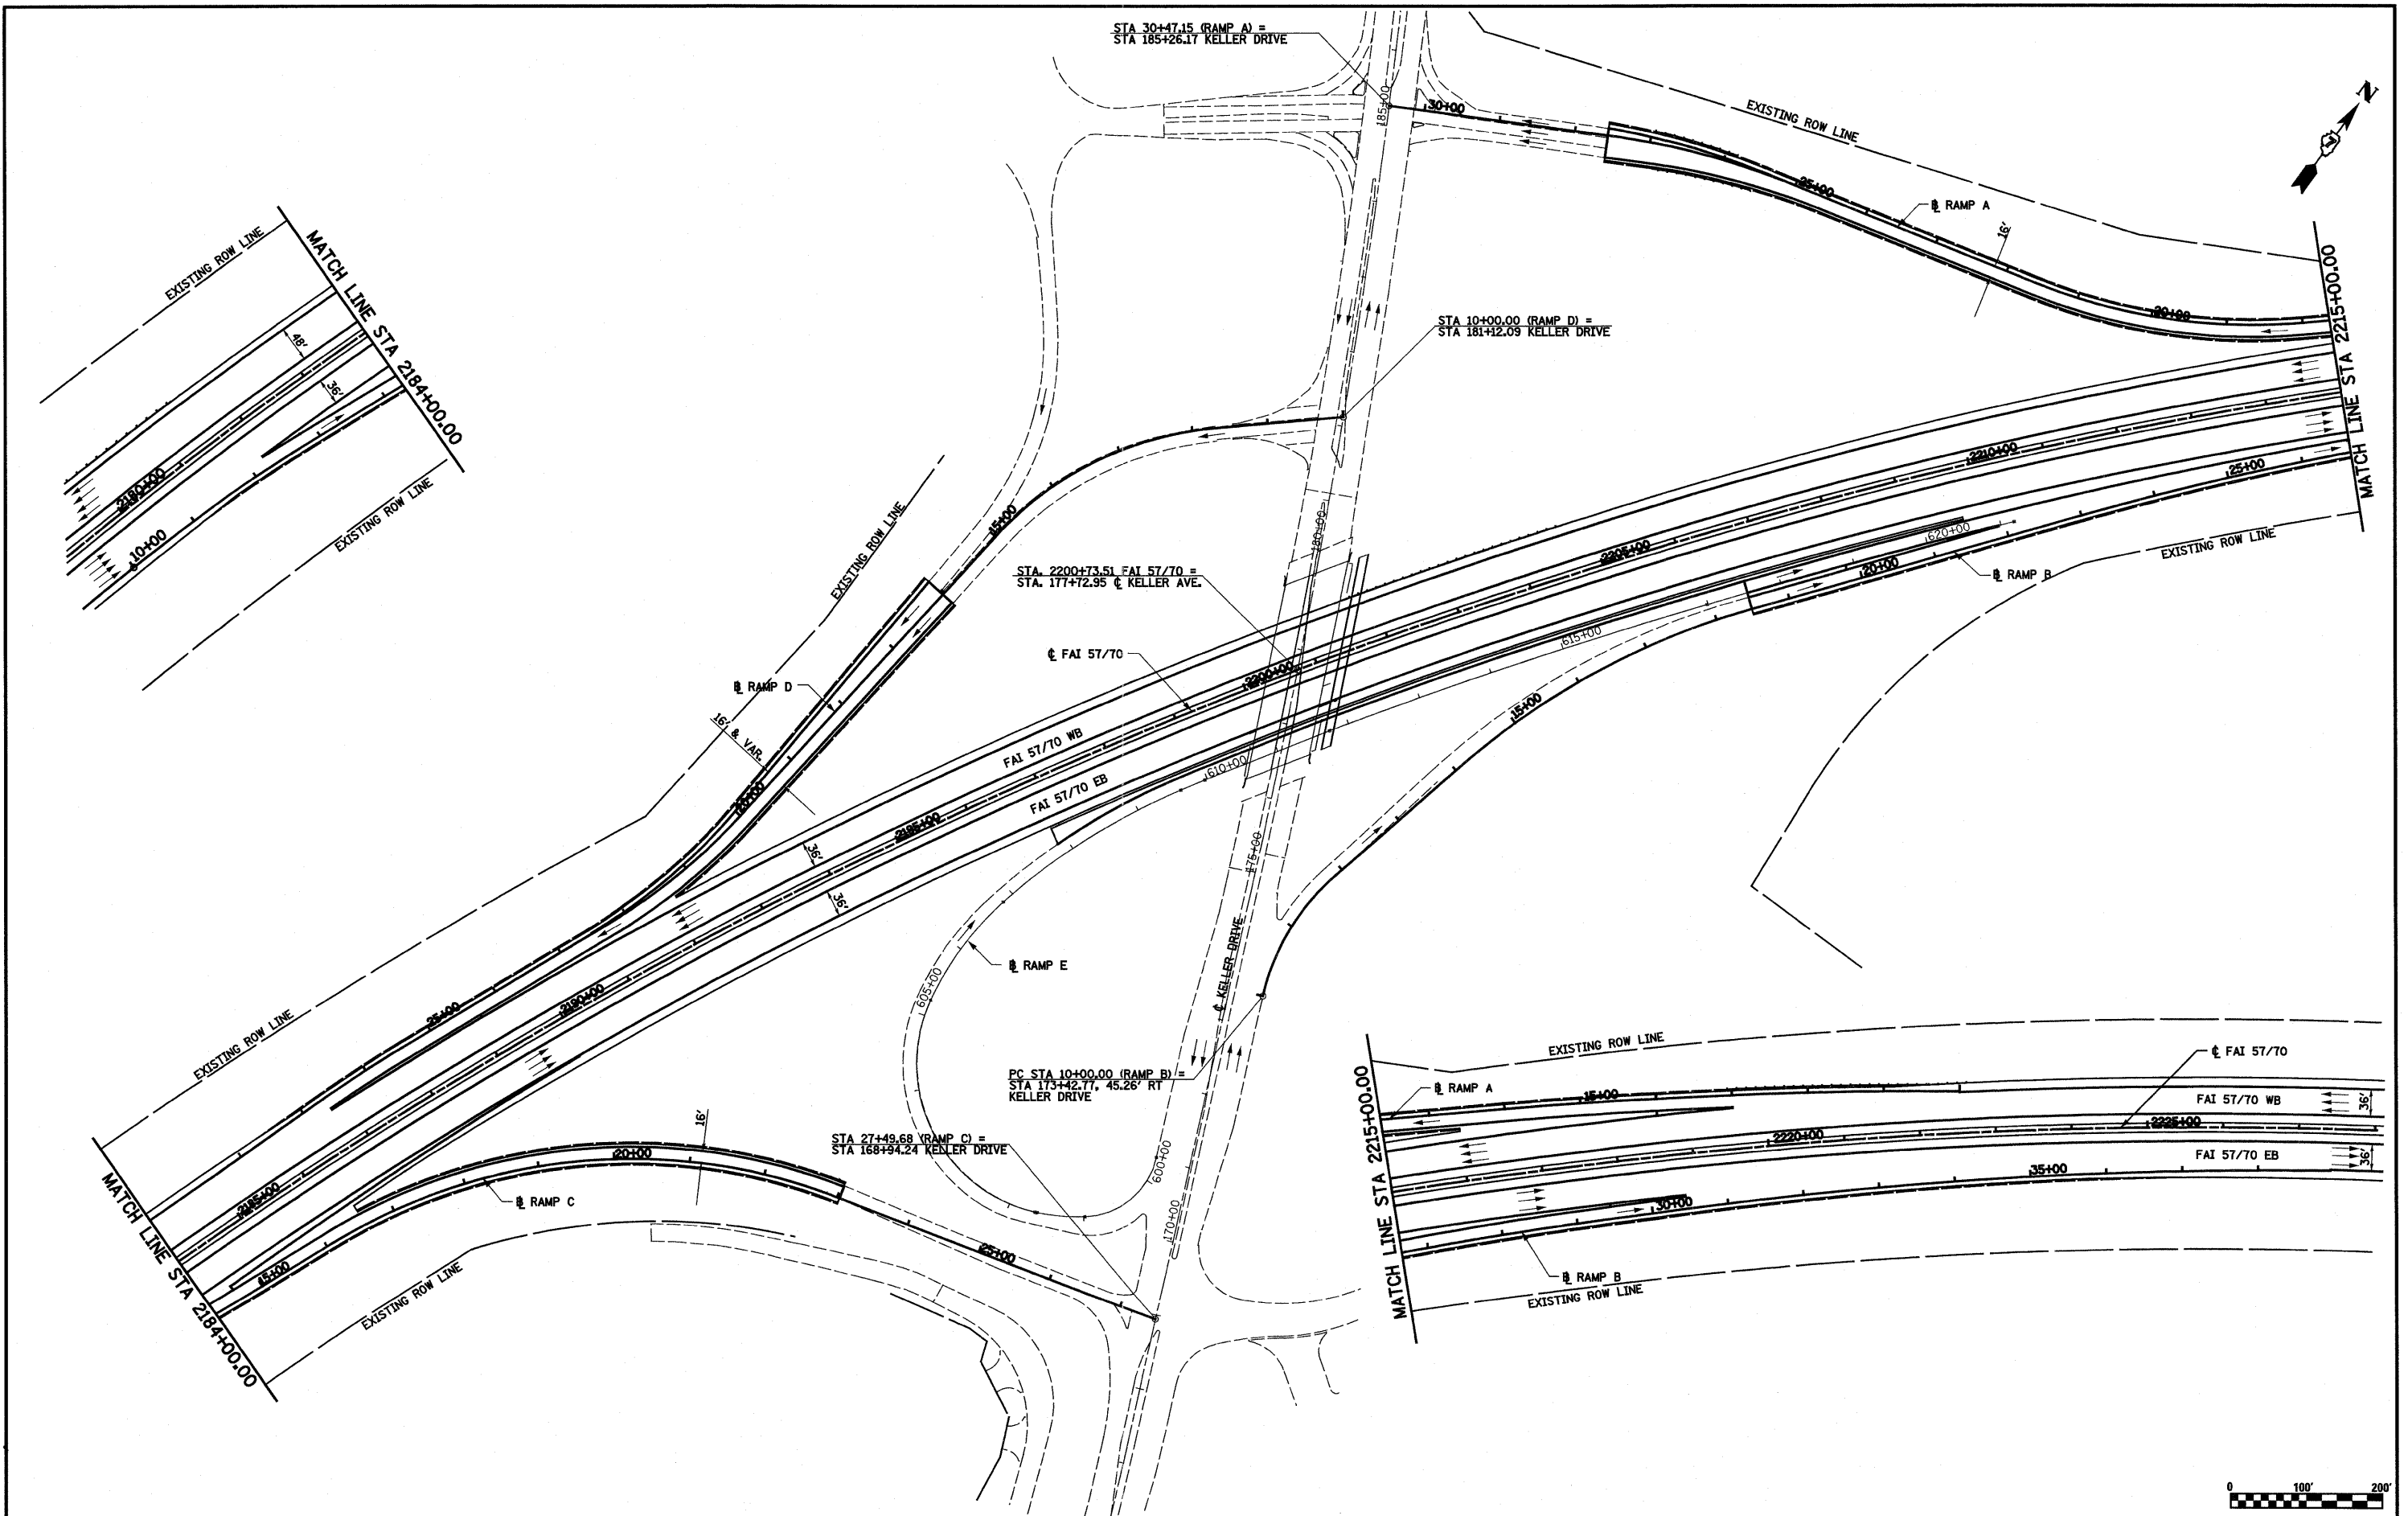 STA 30+47.15 (RAMP A) =
STA 185+26.17 KELLER DRIVE
185+00
30+00
EXISTING ROW LINE
N
25+00
℄ RAMP A
16'
20+00
MATCH LINE STA 2215+00.00
EXISTING ROW LINE
MATCH LINE STA 2184+00.00
48'
36'
2180+00
10+00
EXISTING ROW LINE
STA 10+00.00 (RAMP D) =
STA 181+12.09 KELLER DRIVE
15+00
EXISTING ROW LINE
180+00
STA. 2200+73.51 FAI 57/70 =
STA. 177+72.95 ℄ KELLER AVE.
℄ FAI 57/70
2200+00
2205+00
2210+00
25+00
620+00
20+00
℄ RAMP B
EXISTING ROW LINE
615+00
15+00
℄ RAMP D
16' & VAR.
20+00
FAI 57/70 WB
FAI 57/70 EB
610+00
2195+00
36'
36'
175+00
℄ KELLER DRIVE
605+00
℄ RAMP E
2190+00
25+00
EXISTING ROW LINE
PC STA 10+00.00 (RAMP B) =
STA 173+42.77, 45.26' RT
KELLER DRIVE
STA 27+49.68 (RAMP C) =
STA 168+94.24 KELLER DRIVE
600+00
170+00
16'
20+00
℄ RAMP C
25+00
2185+00
15+00
MATCH LINE STA 2184+00.00
EXISTING ROW LINE
MATCH LINE STA 2215+00.00
EXISTING ROW LINE
℄ FAI 57/70
℄ RAMP A
15+00
FAI 57/70 WB
36'
2220+00
2225+00
FAI 57/70 EB
36'
35+00
30+00
℄ RAMP B
EXISTING ROW LINE
0 100' 200'